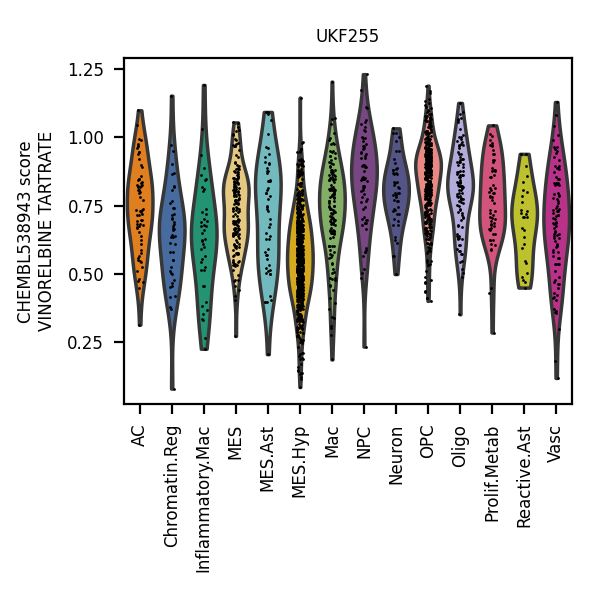 UKF255
CHEMBL538943 score
VINORELBINE TARTRATE
1.25
1.00
0.75
0.50
0.25
AC
Chromatin.Reg
Inflammatory.Mac
MES
MES.Ast
MES.Hyp
Mac
NPC
Neuron
OPC
Oligo
Prolif.Metab
Reactive.Ast
Vasc